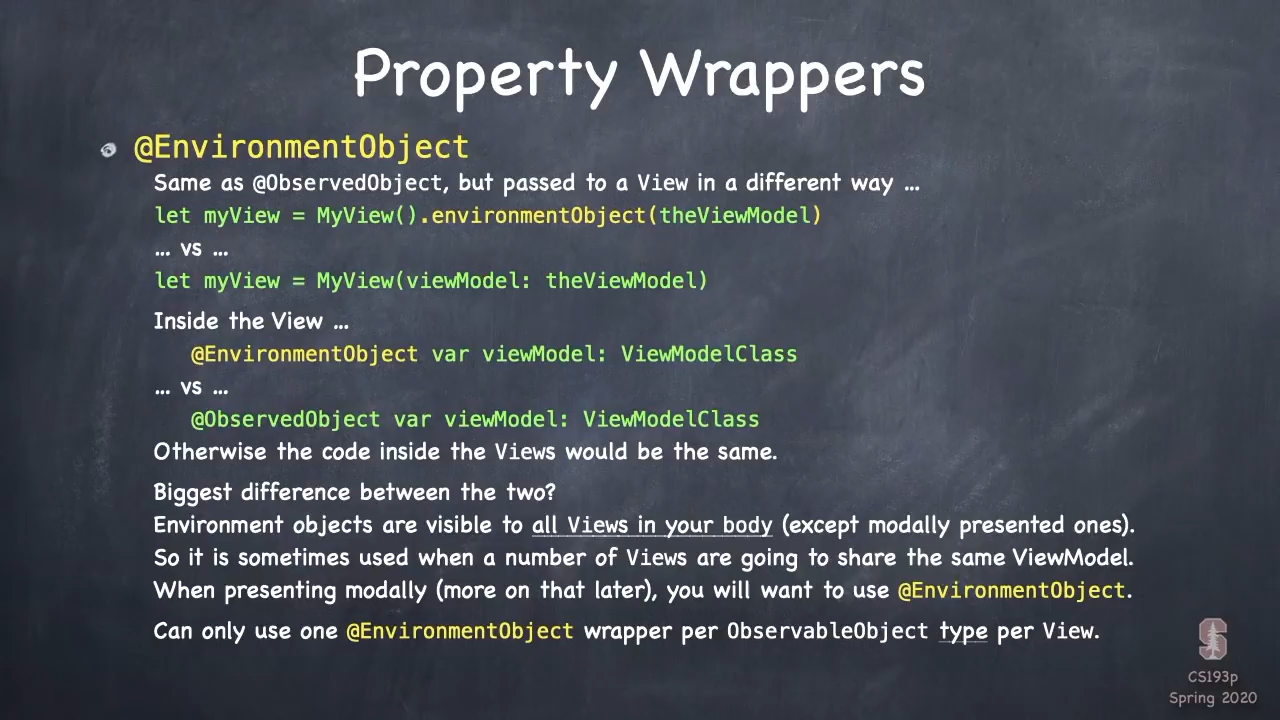 Property Wrappers
@EnvironmentObject
Same as @ObservedObject, but passed to a View in a different way …
let myView = MyView().environmentObject(theViewModel)
… vs …
let myView = MyView(viewModel: theViewModel)
Inside the View …
@EnvironmentObject var viewModel: ViewModelClass
… vs …
@ObservedObject var viewModel: ViewModelClass
Otherwise the code inside the Views would be the same.
Biggest difference between the two?
Environment objects are visible to all Views in your body (except modally presented ones).
So it is sometimes used when a number of Views are going to share the same ViewModel.
When presenting modally (more on that later), you will want to use @EnvironmentObject.
Can only use one @EnvironmentObject wrapper per ObservableObject type per View.
S
CS193p
Spring 2020